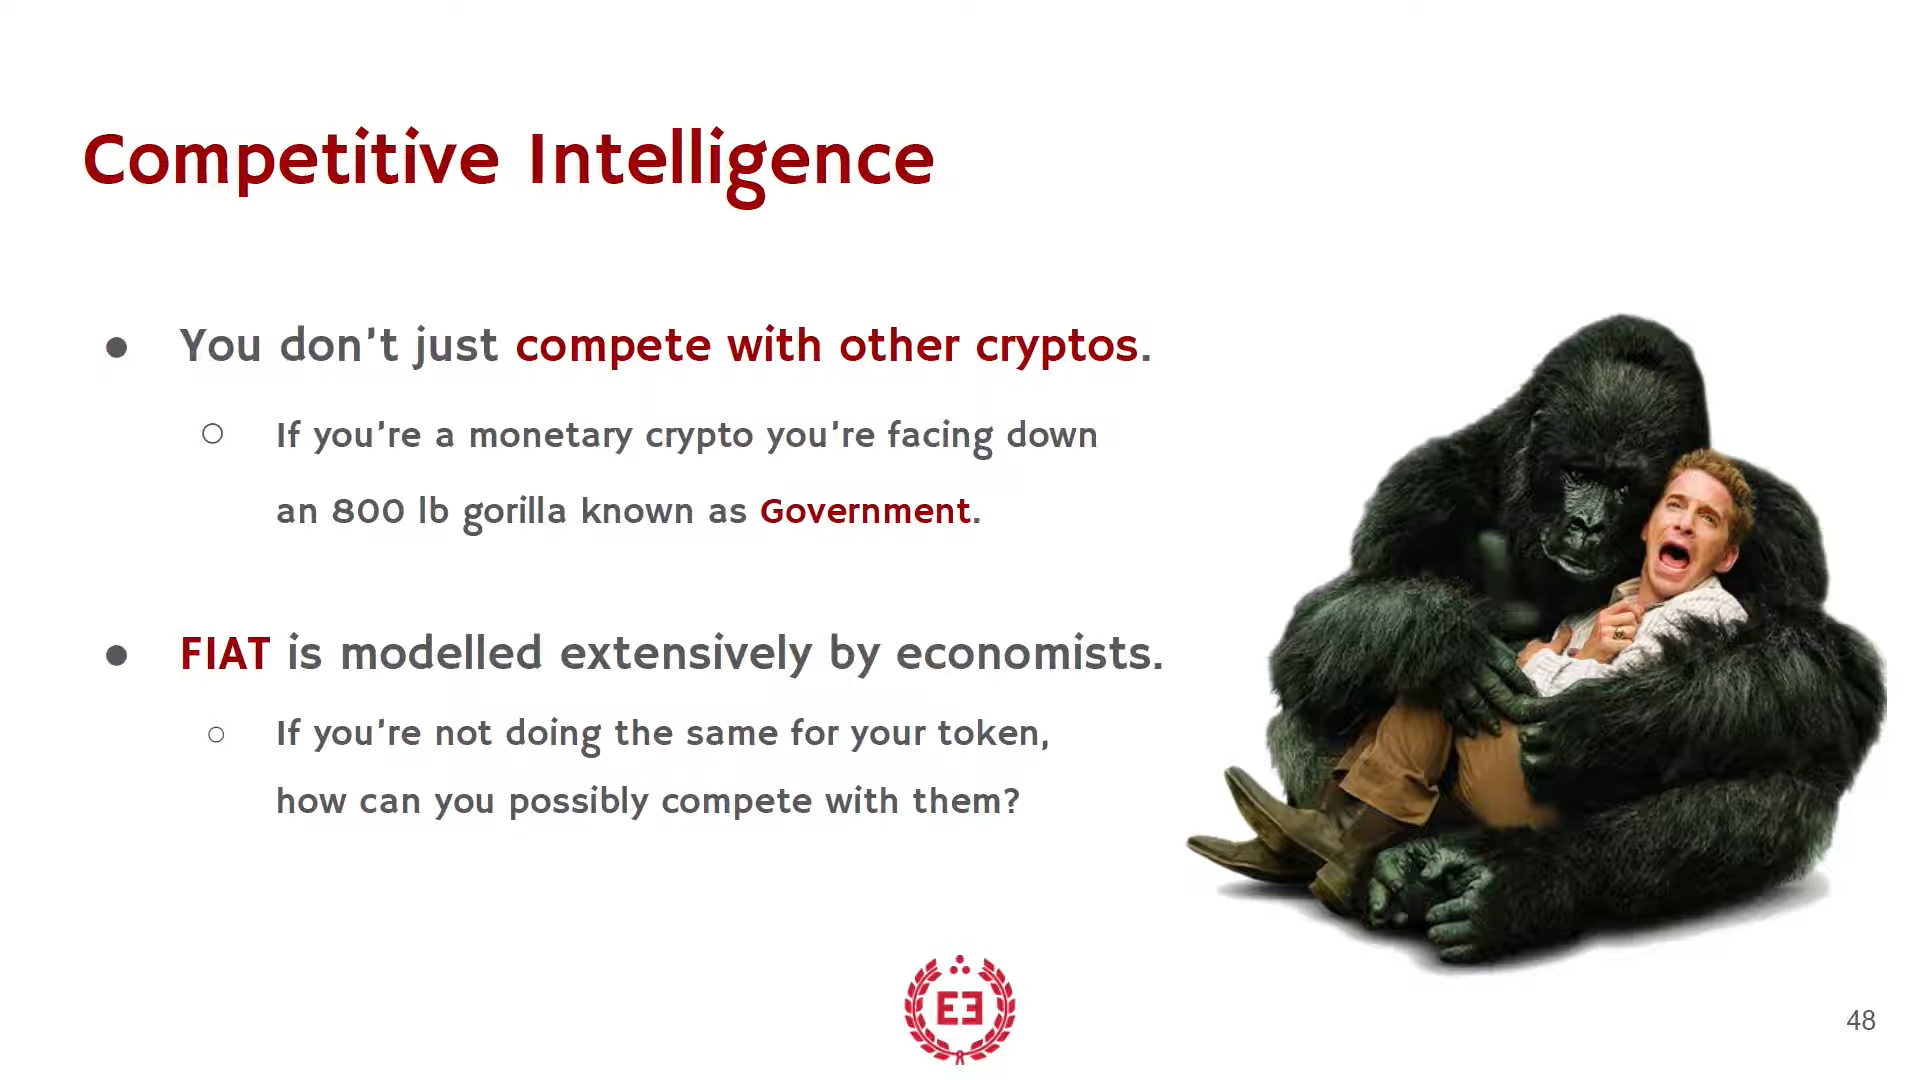 Competitive Intelligence
● You don't just compete with other cryptos.
○ If you're a monetary crypto you're facing down
an 800 lb gorilla known as Government.
● FIAT is modelled extensively by economists.
○ If you're not doing the same for your token,
how can you possibly compete with them?
EƎ
48